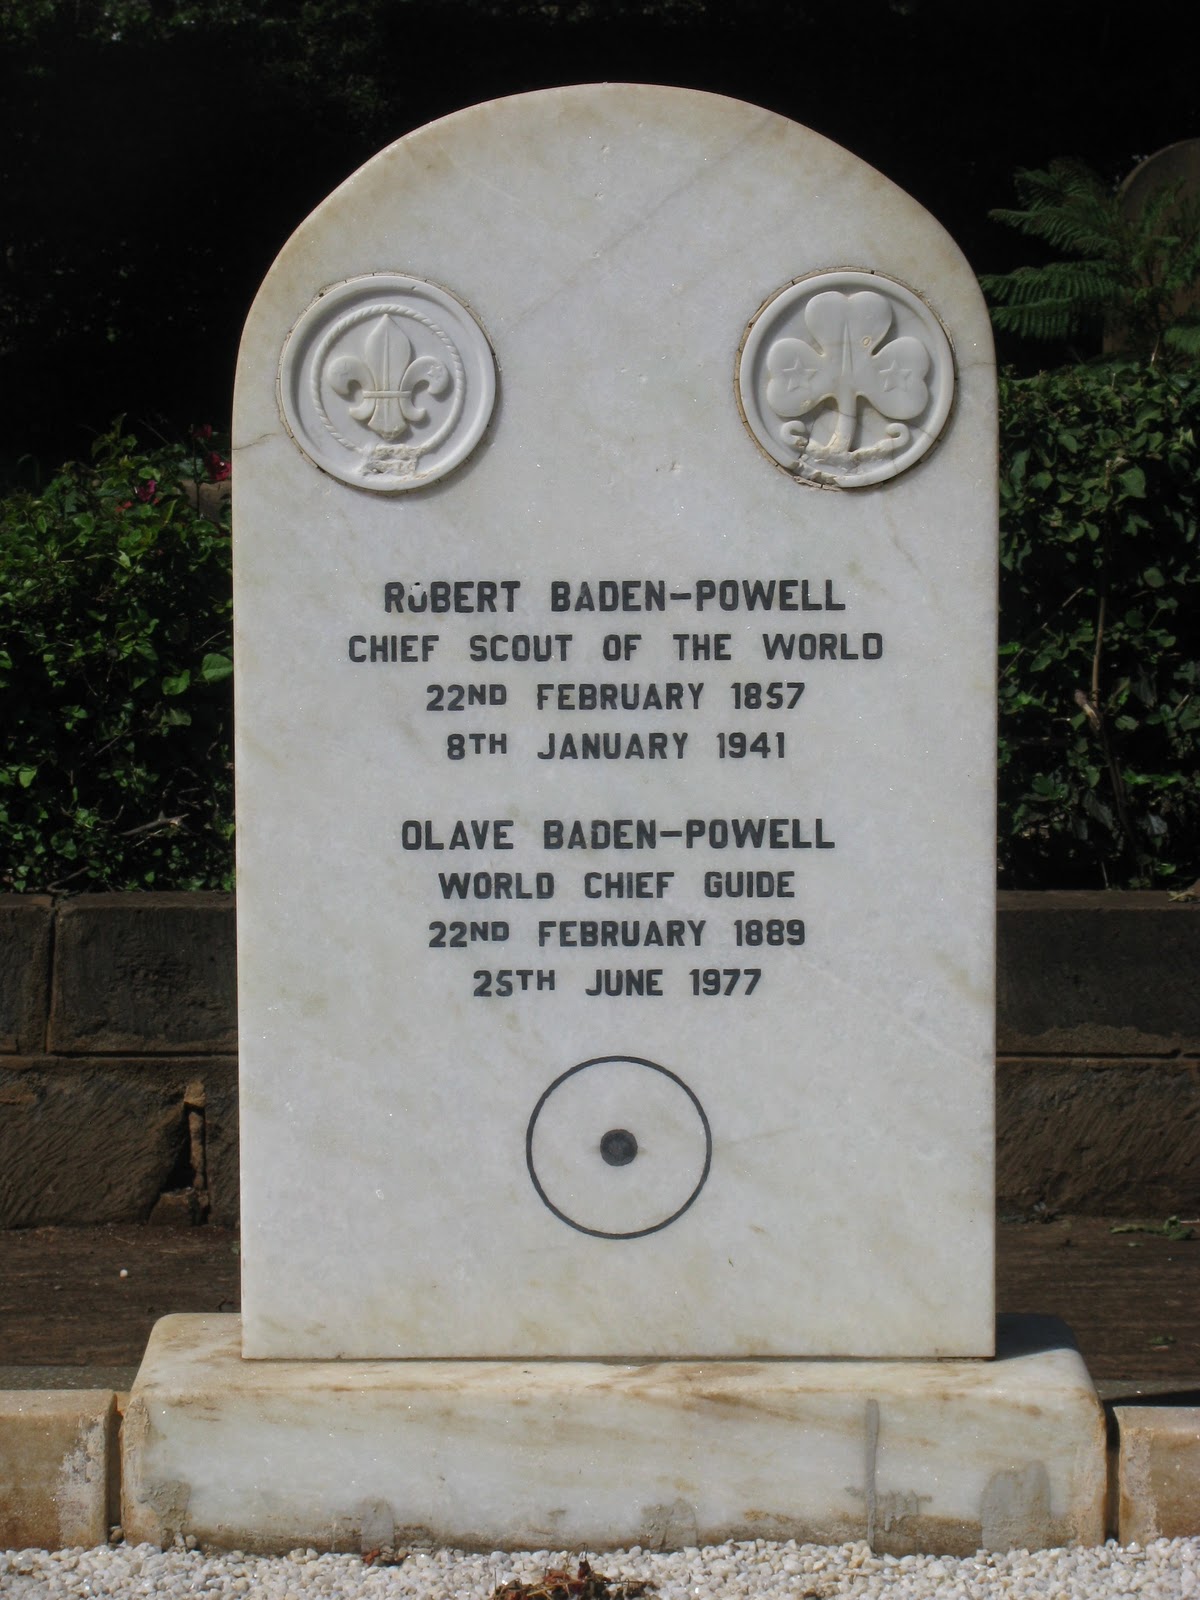 ROBERT BADEN-POWELL
CHIEF SCOUT OF THE WORLD
22ND FEBRUARY 1857
8TH JANUARY 1941
OLAVE BADEN-POWELL
WORLD CHIEF GUIDE
22ND FEBRUARY 1889
25TH JUNE 1977